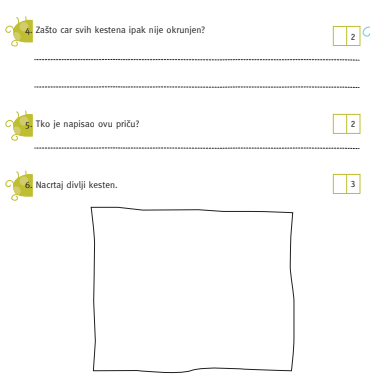 4. Zašto car svih kestena ipak nije okrunjen?
2
5. Tko je napisao ovu priču?
2
6. Nacrtaj divlji kesten.
3